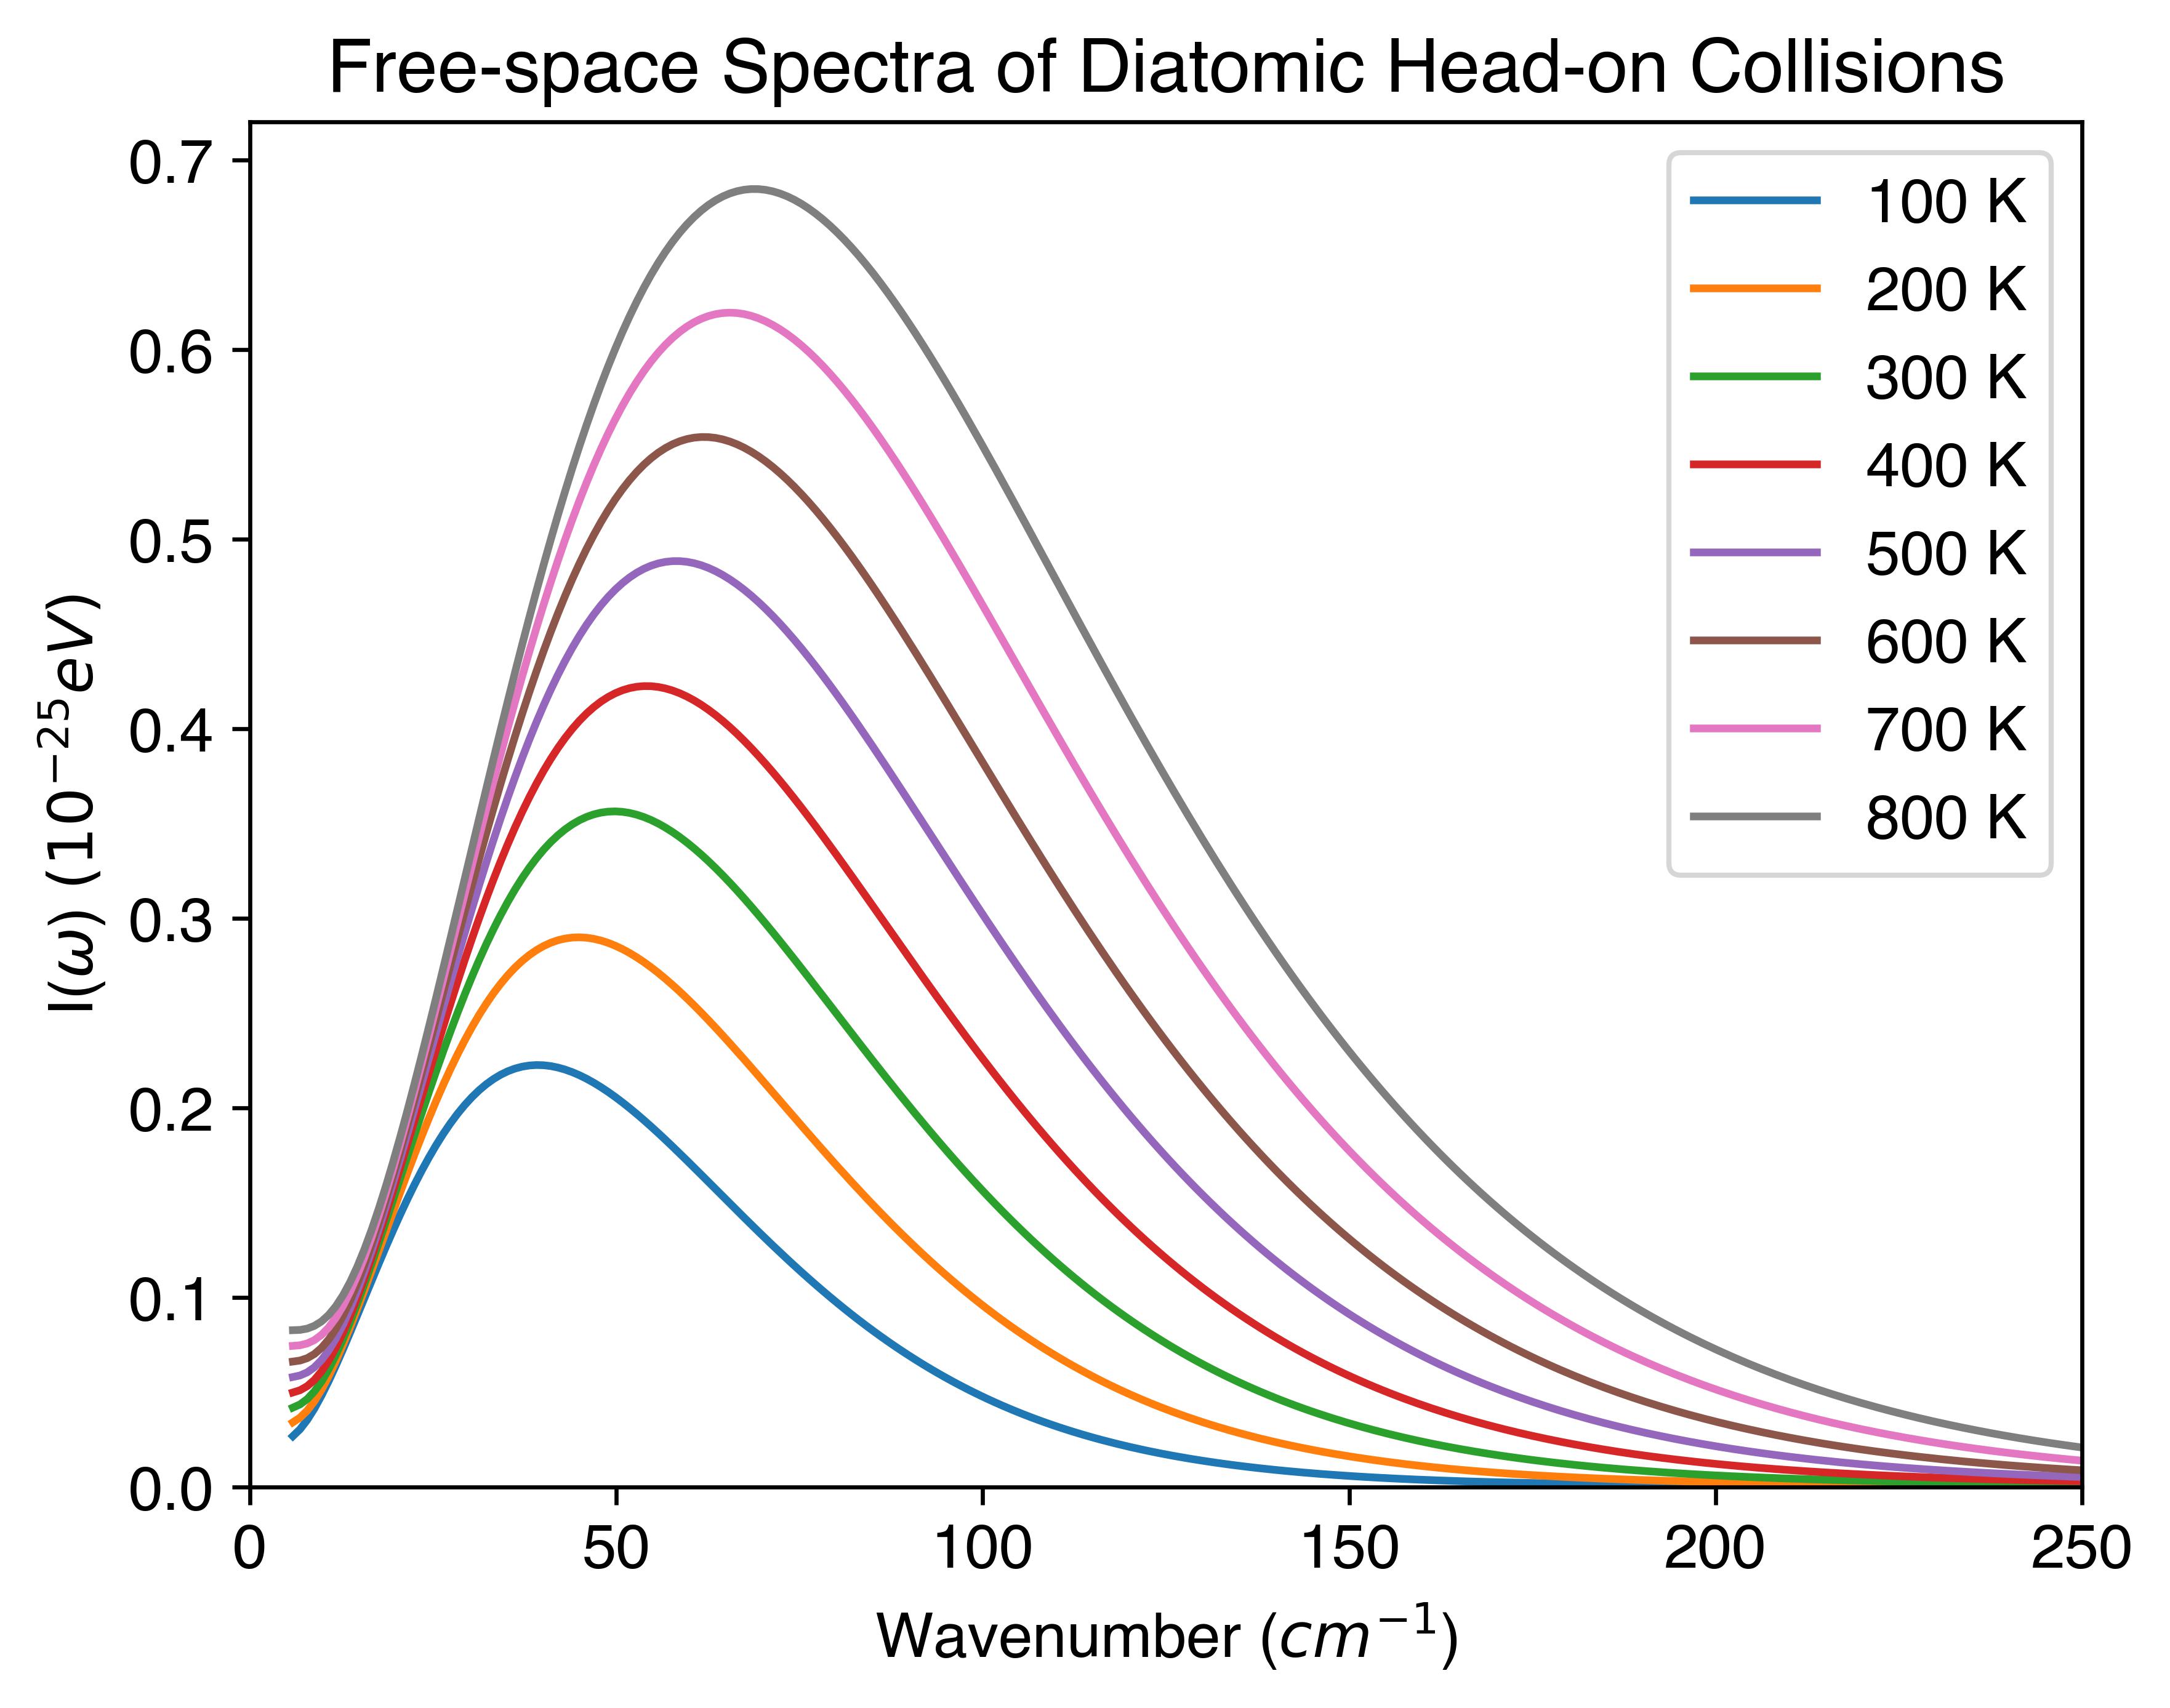 Free-space Spectra of Diatomic Head-on Collisions
I(ω) (10⁻²⁵eV)
0.7
0.6
0.5
0.4
0.3
0.2
0.1
0.0
100 K
200 K
300 K
400 K
500 K
600 K
700 K
800 K
0 50 100 150 200 250
Wavenumber (cm⁻¹)